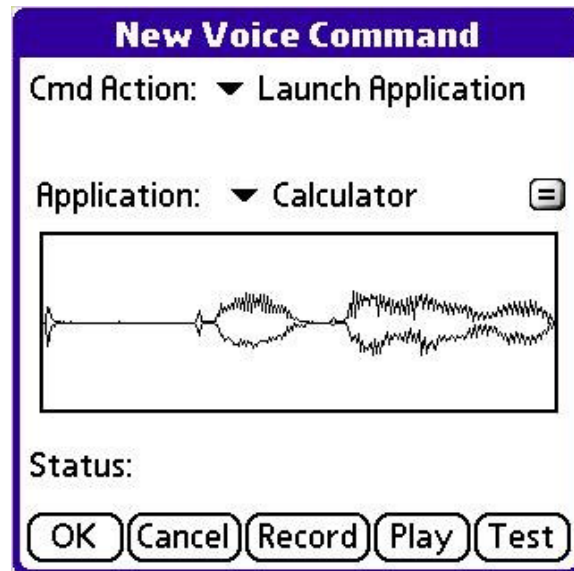 New Voice Command
Cmd Action: Launch Application
Application: Calculator =
Status:
OK Cancel Record Play Test